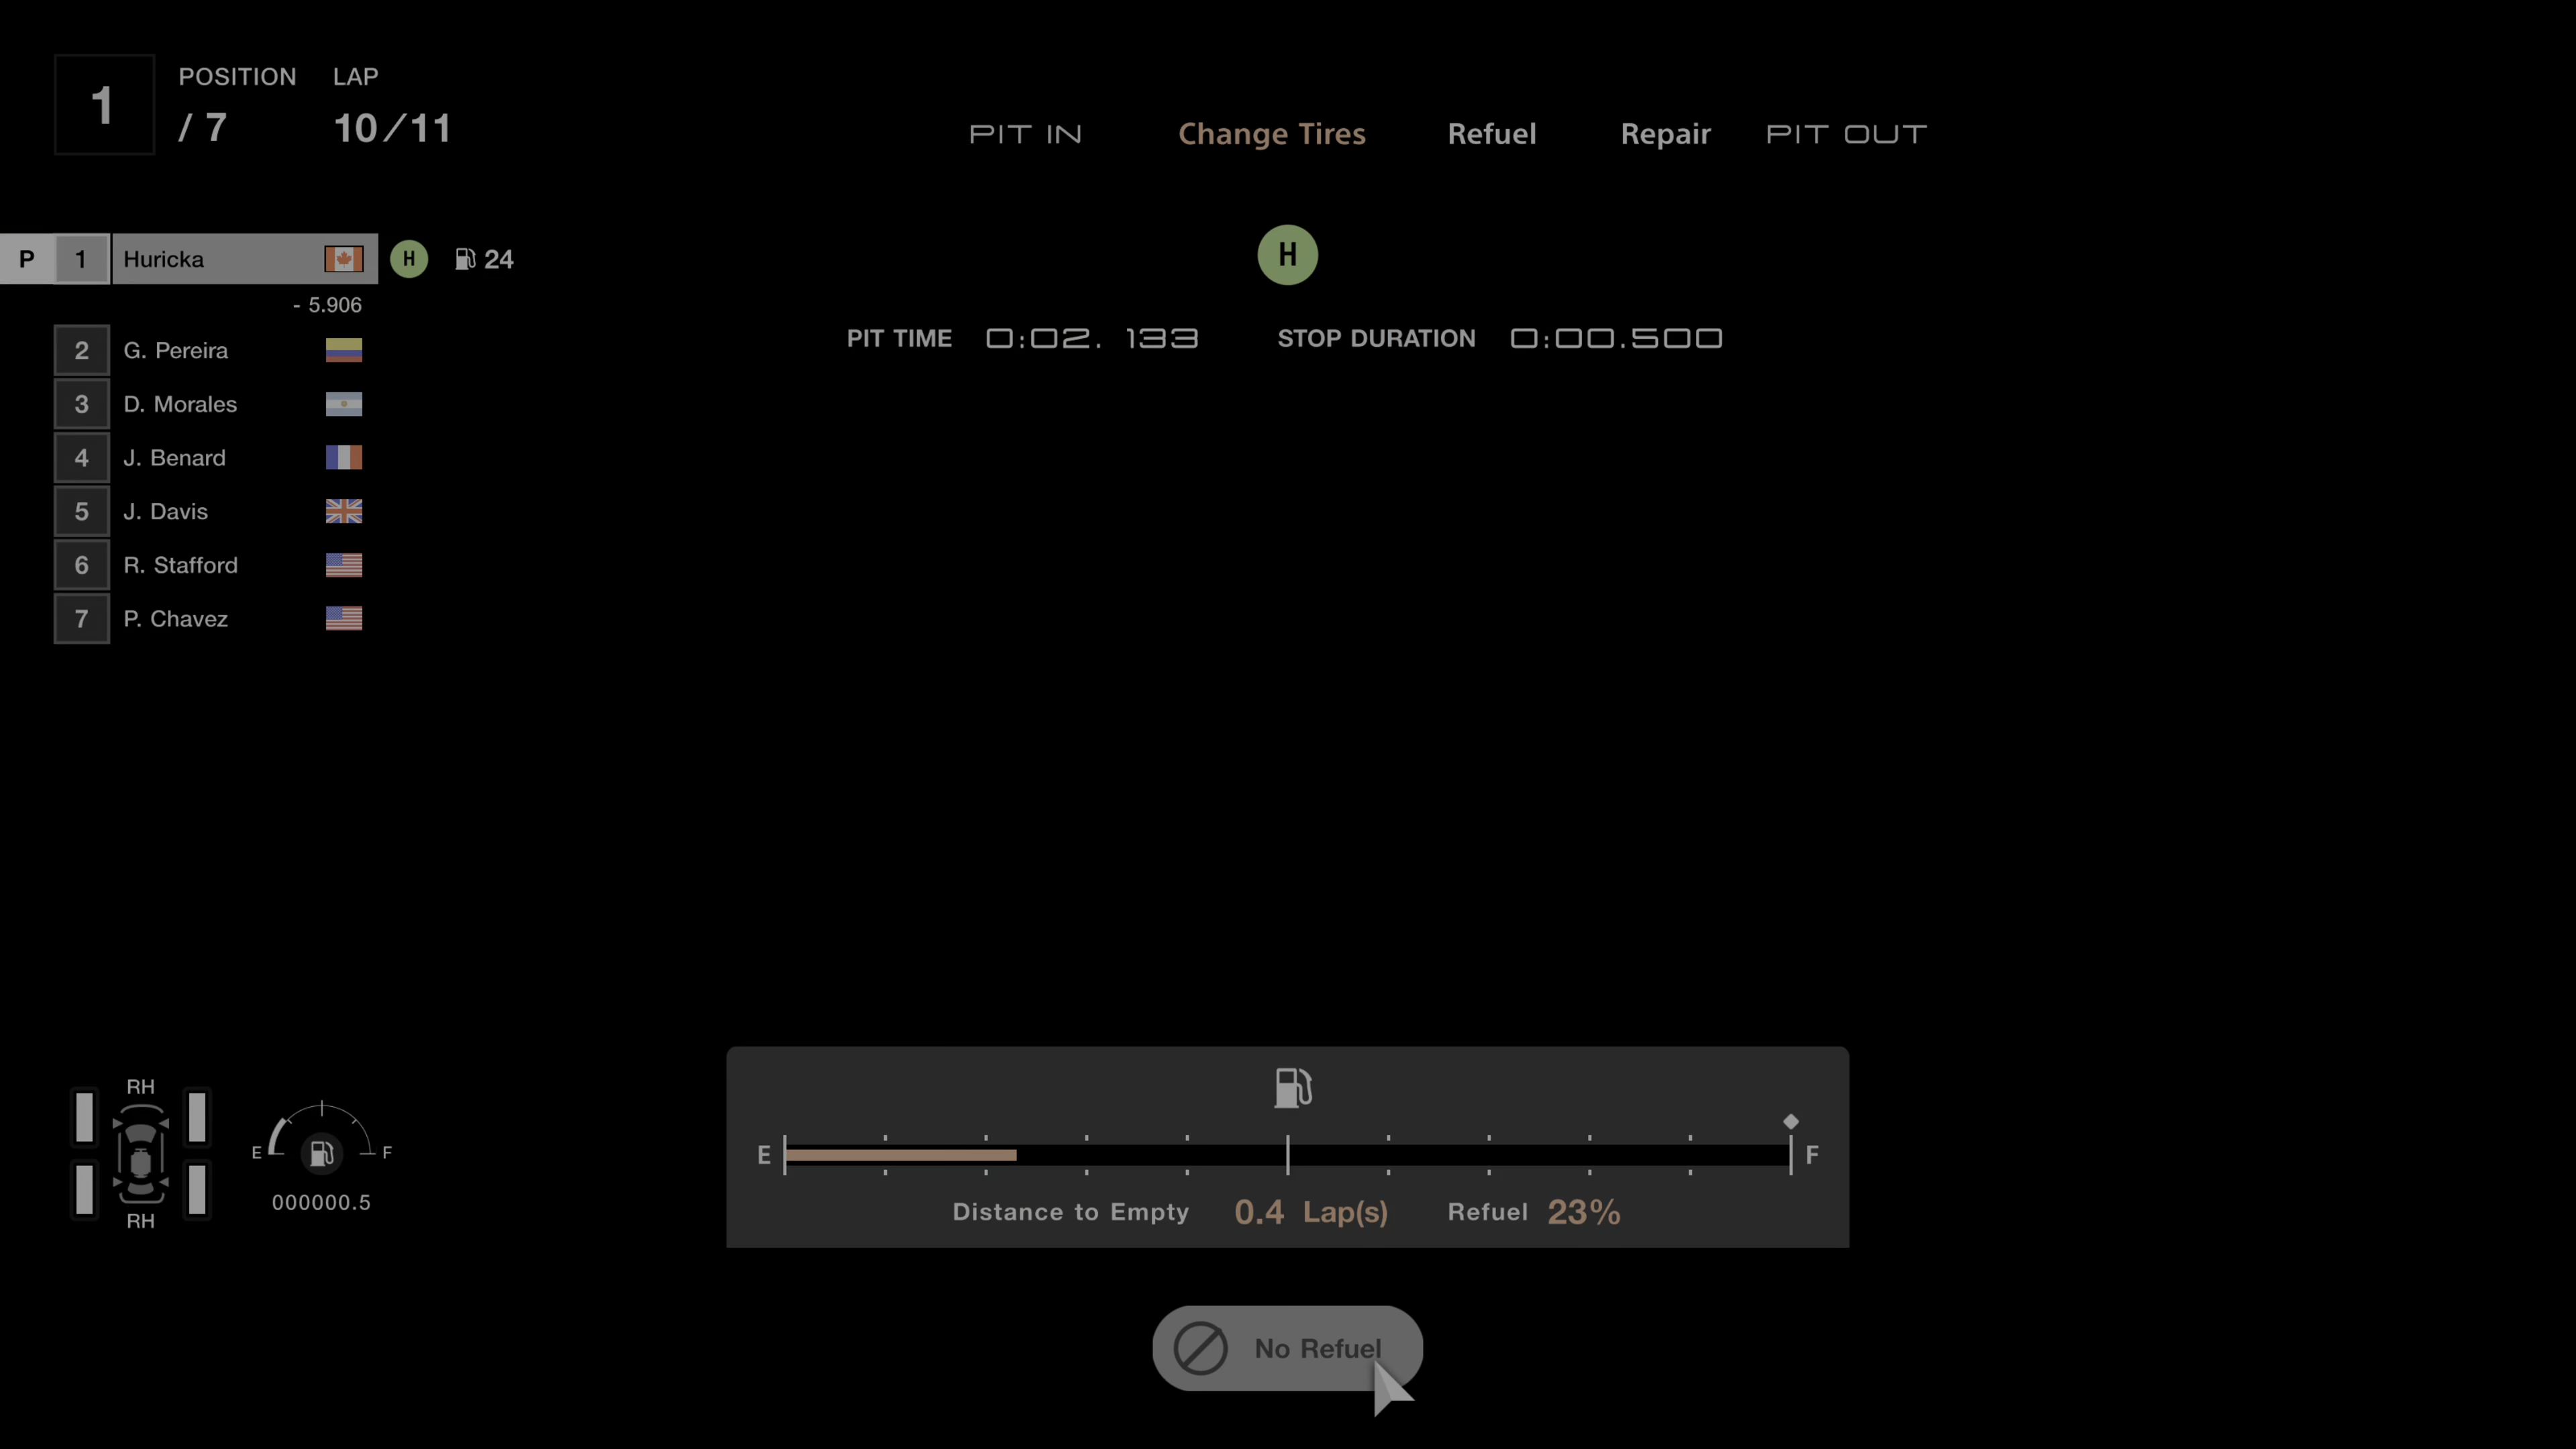 1
POSITION LAP
/ 7 10/11
PIT IN Change Tires Refuel Repair PIT OUT
P 1 Huricka H 24
- 5.906
H
PIT TIME 0:02. 133 STOP DURATION 0:00.500
2 G. Pereira
3 D. Morales
4 J. Benard
5 J. Davis
6 R. Stafford
7 P. Chavez
RH
E F
000000.5
RH
E F
Distance to Empty 0.4 Lap(s) Refuel 23%
No Refuel